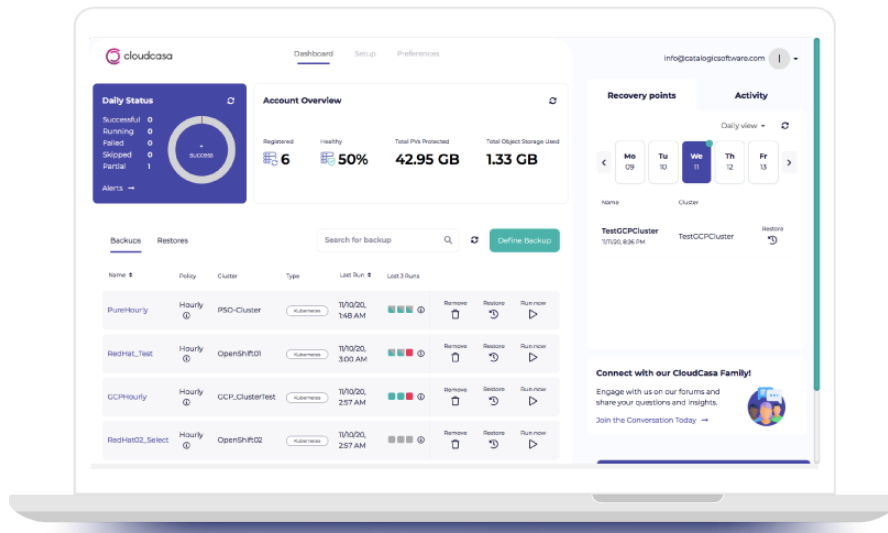 cloudcasa
Dashboard Setup Preferences
info@catalogicsoftware.com I
Daily Status
Successful 0
Running 0
Failed 0
Skipped 0
Partial 1
success
Alerts →
Account Overview
Registered
6
Healthy
50%
Total PVs Protected
42.95 GB
Total Object Storage Used
1.33 GB
Recovery points Activity
Daily view
Mo Tu We Th Fr
09 10 11 12 13
Name Cluster
TestGCPCluster TestGCPCluster Restore
11/11/20, 8:26 PM
Backups Restores
Search for backup
Define Backup
Name Policy Cluster Type Last Run Last 3 Runs
PureHourly Hourly PSO-Cluster Kubernetes 11/10/20, 1:48 AM Remove Restore Run now
RedHat_Test Hourly OpenShift01 Kubernetes 11/10/20, 3:00 AM Remove Restore Run now
GCPHourly Hourly GCP_ClusterTest Kubernetes 11/10/20, 2:57 AM Remove Restore Run now
RedHat02_Select Hourly OpenShift02 Kubernetes 11/10/20, 2:57 AM Remove Restore Run now
Connect with our CloudCasa Family!
Engage with us on our forums and
share your questions and insights.
Join the Conversation Today →